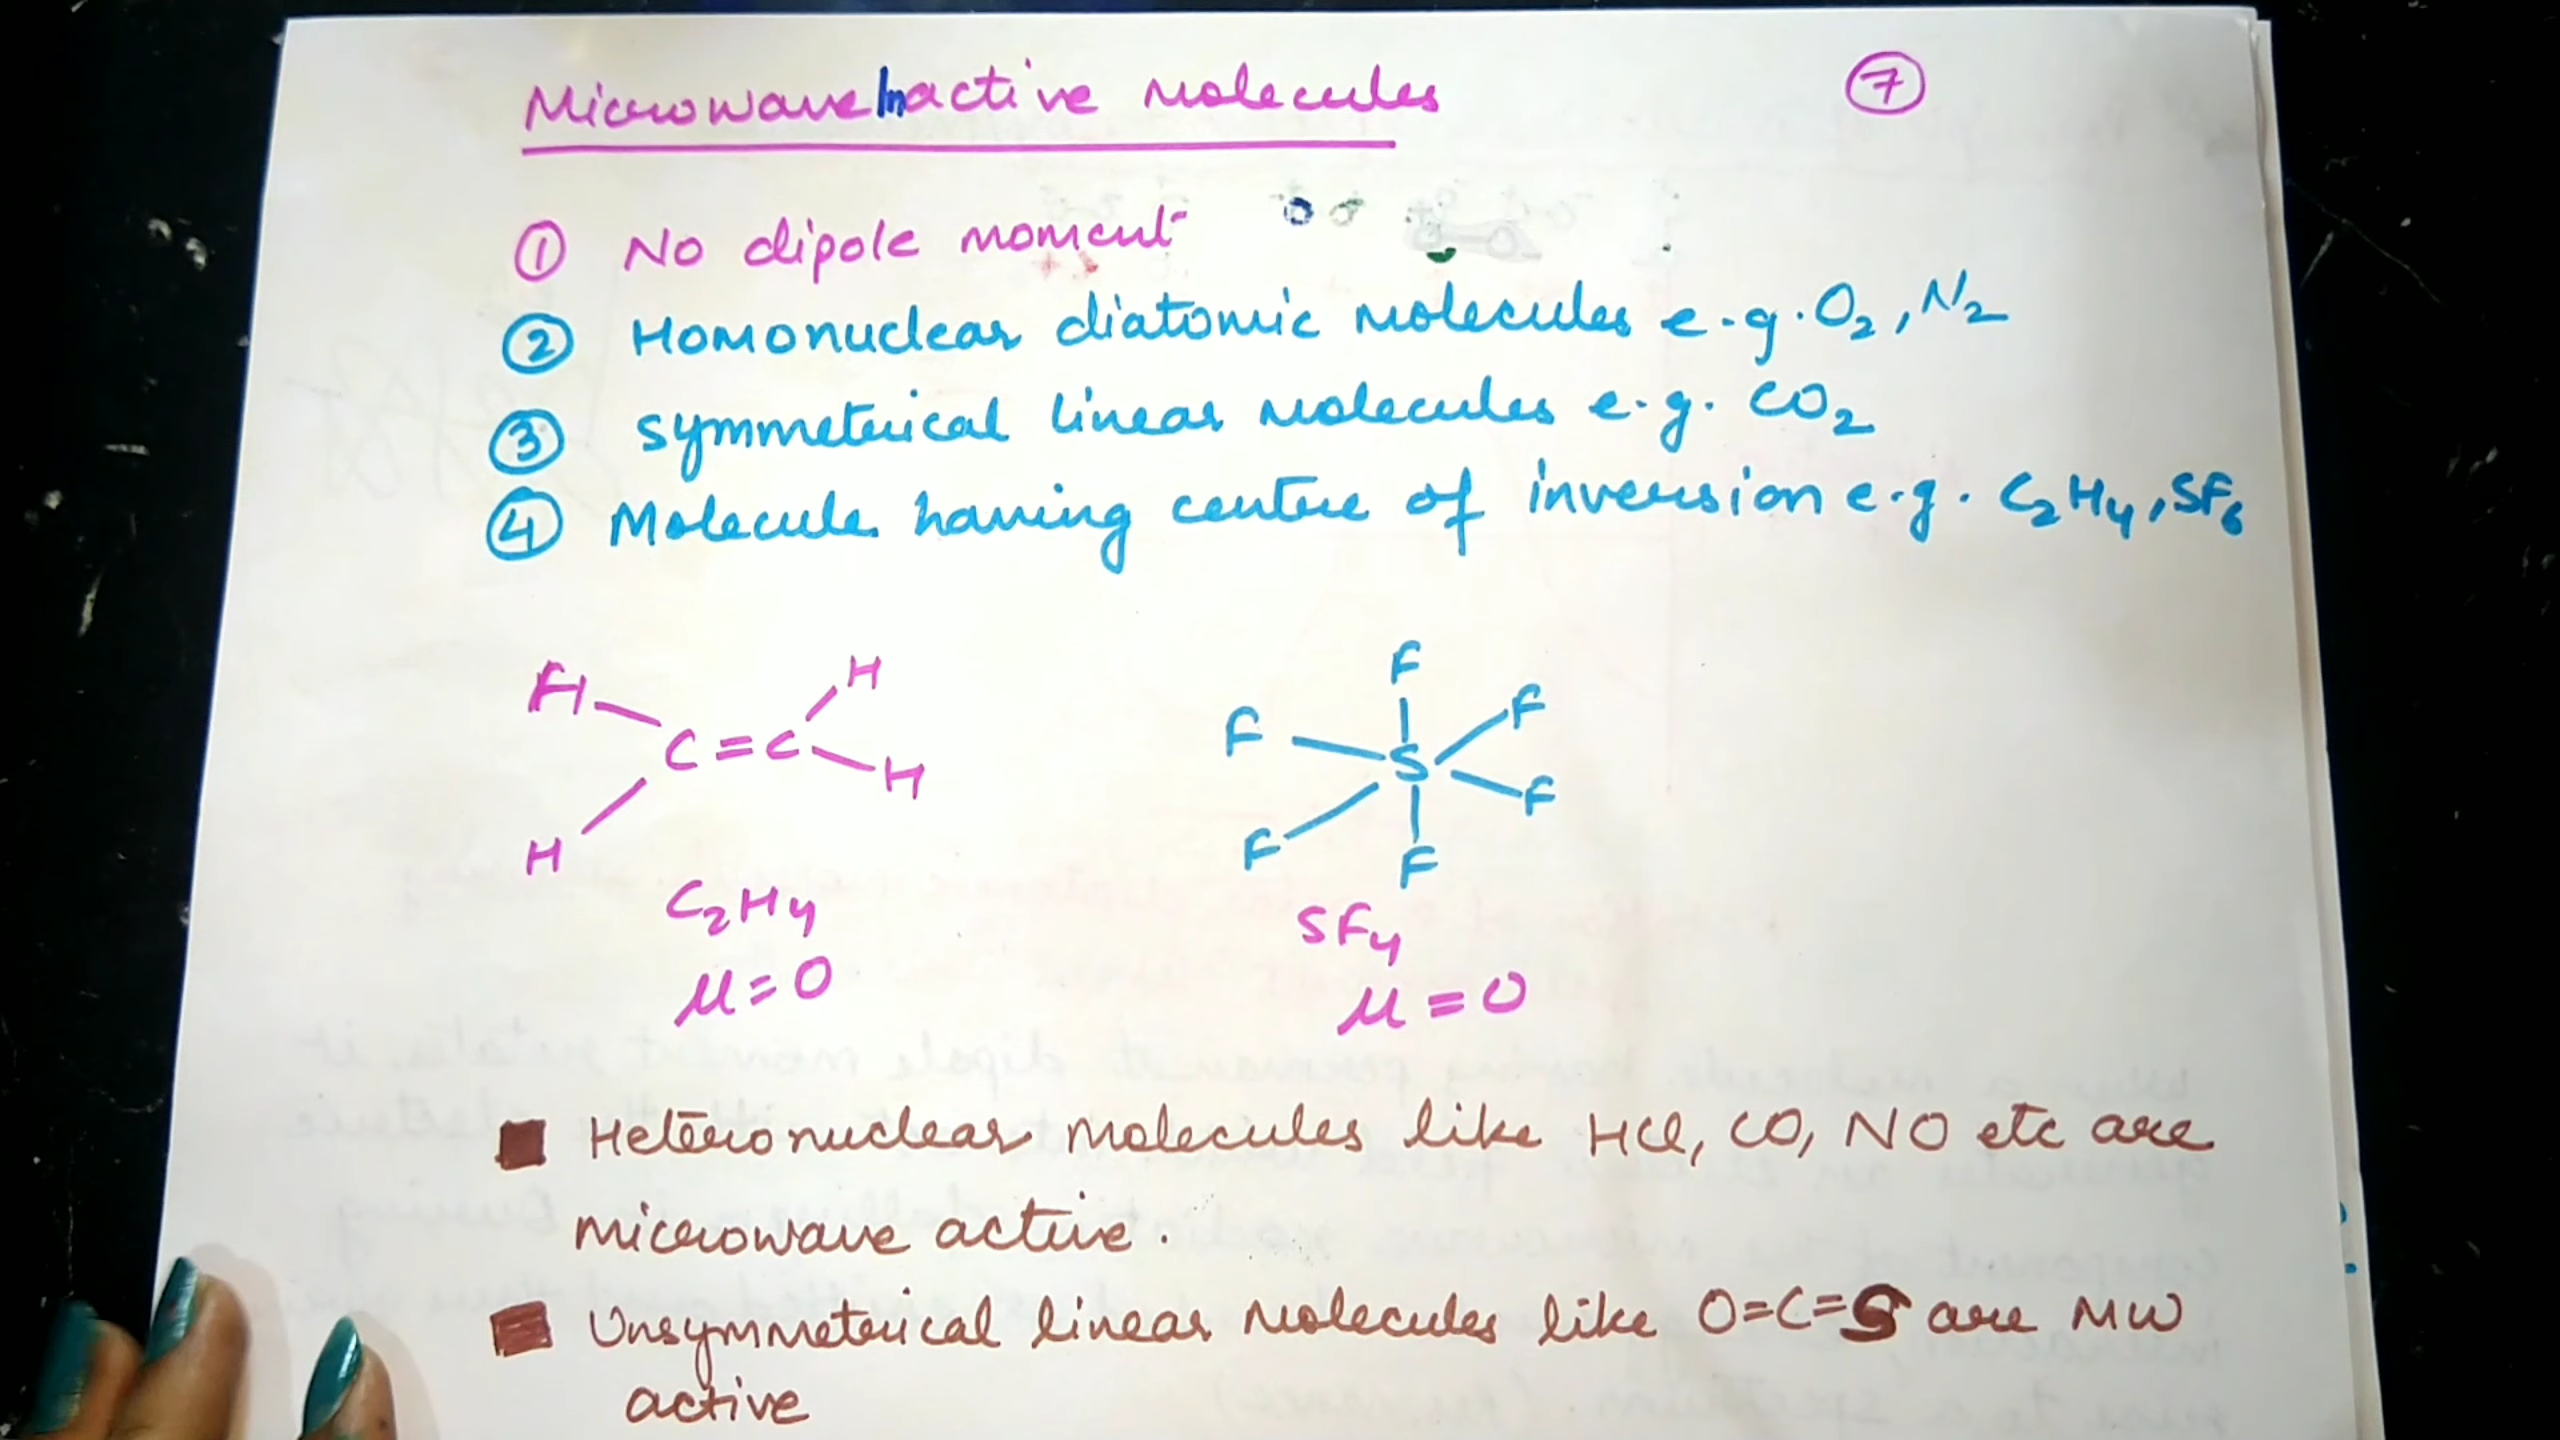 Microwave Inactive Molecules
7
① No dipole moment
② Homonuclear diatomic molecules e.g. O2, N2
③ Symmetrical linear molecules e.g. CO2
④ Molecule having centre of inversion e.g. C2H4, SF6
H H
C=C
H H
C2H4
μ=0
F
F F
S
F F
F
SF4
μ=0
Heteronuclear molecules like HCl, CO, NO etc are
microwave active.
Unsymmetrical linear molecules like O=C=S are MW
active